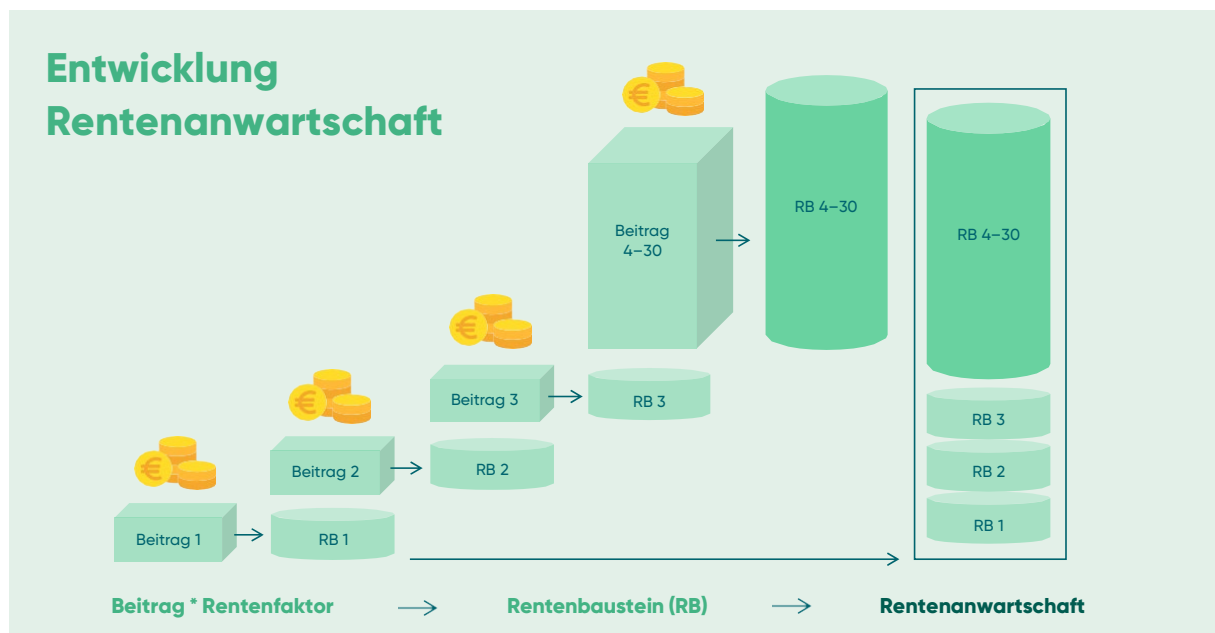 Entwicklung
Rentenanwartschaft
Beitrag
4–30
RB 4–30
RB 4–30
Beitrag 3
RB 3
RB 3
Beitrag 2
RB 2
RB 2
Beitrag 1
RB 1
RB 1
Beitrag * Rentenfaktor
Rentenbaustein (RB)
Rentenanwartschaft